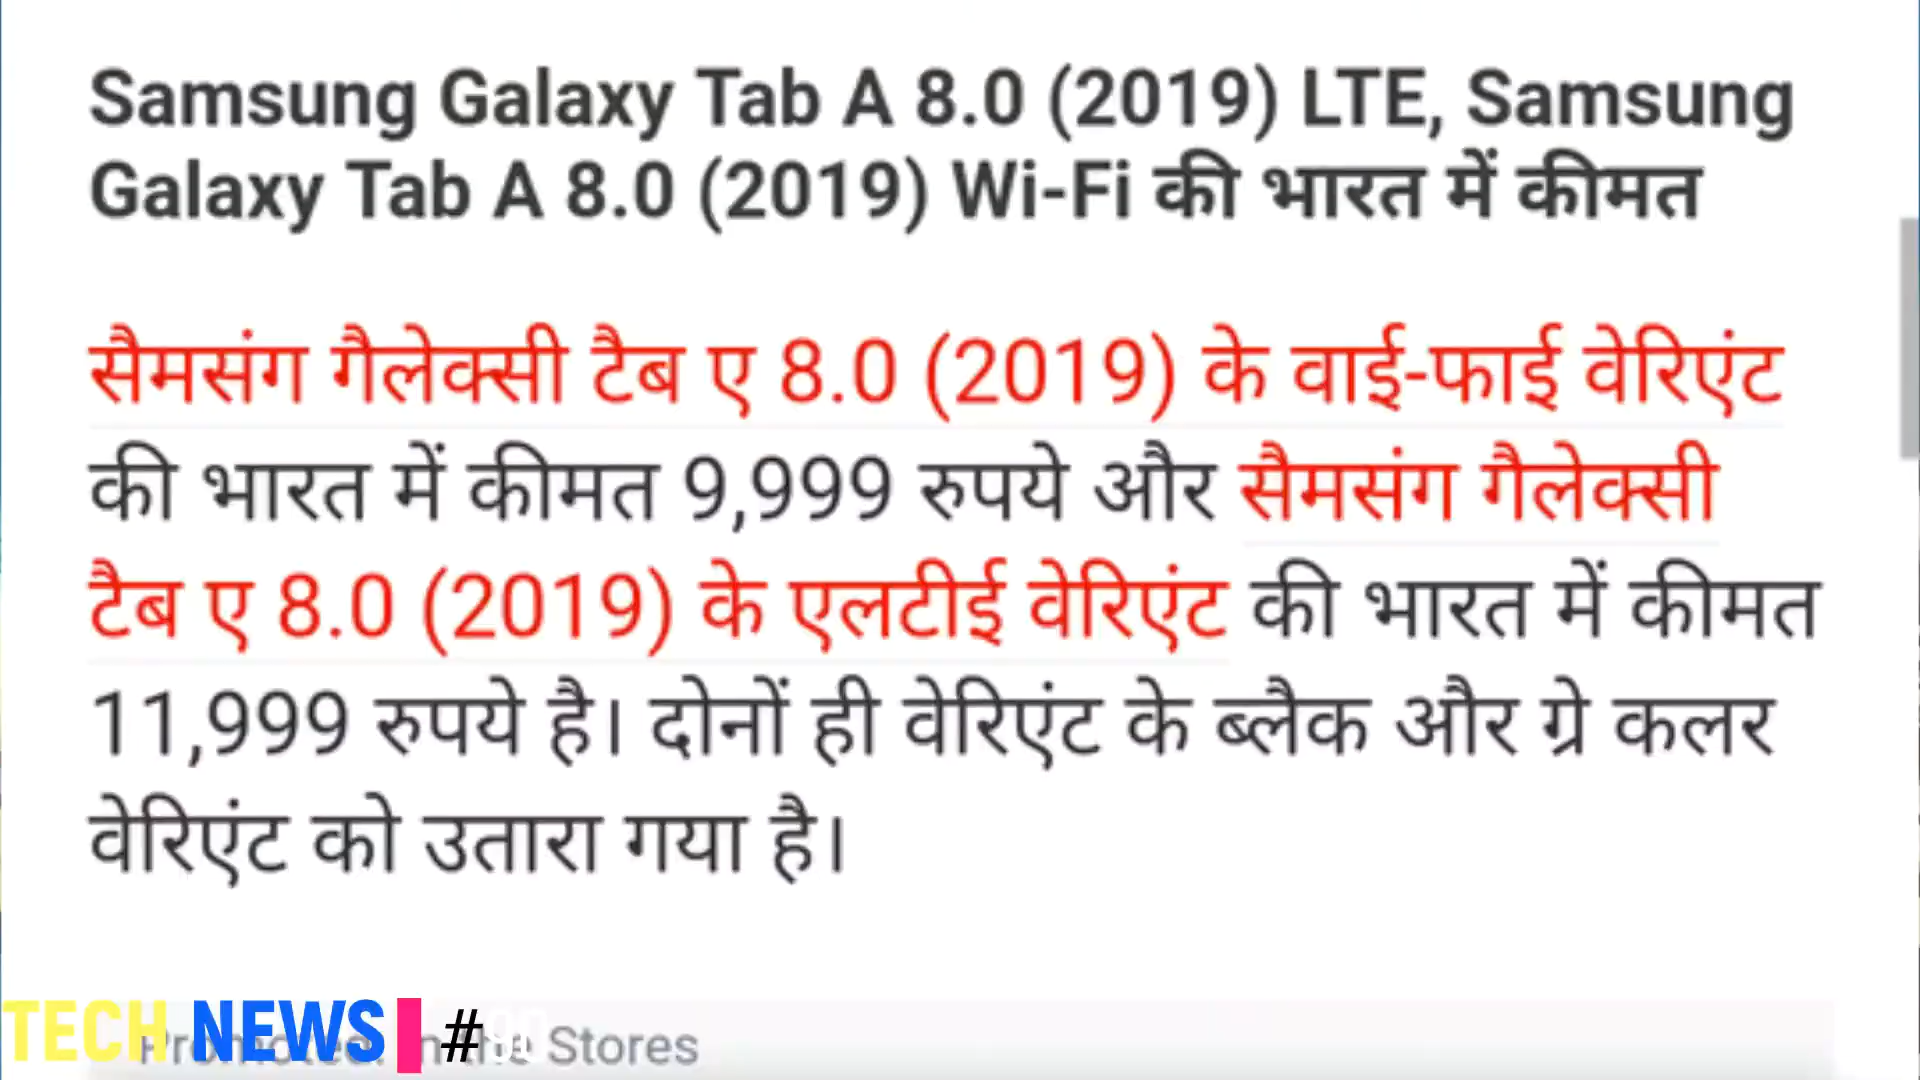 Samsung Galaxy Tab A 8.0 (2019) LTE, Samsung
Galaxy Tab A 8.0 (2019) Wi-Fi की भारत में कीमत
सैमसंग गैलेक्सी टैब ए 8.0 (2019) के वाई-फाई वेरिएंट
की भारत में कीमत 9,999 रुपये और सैमसंग गैलेक्सी
टैब ए 8.0 (2019) के एलटीई वेरिएंट की भारत में कीमत
11,999 रुपये है। दोनों ही वेरिएंट के ब्लैक और ग्रे कलर
वेरिएंट को उतारा गया है।
TECH NEWS #
Stores